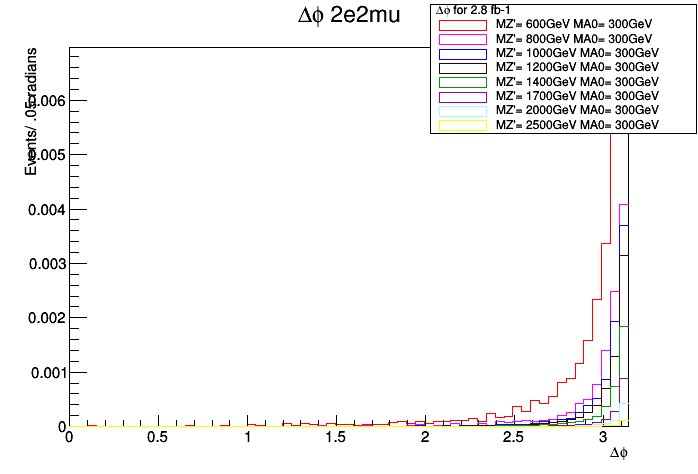 Δϕ 2e2mu
Δϕ for 2.8 fb-1
MZ'= 600GeV MA0= 300GeV
MZ'= 800GeV MA0= 300GeV
MZ'= 1000GeV MA0= 300GeV
MZ'= 1200GeV MA0= 300GeV
MZ'= 1400GeV MA0= 300GeV
MZ'= 1700GeV MA0= 300GeV
MZ'= 2000GeV MA0= 300GeV
MZ'= 2500GeV MA0= 300GeV
Events/ .05 radians
0.006
0.005
0.004
0.003
0.002
0.001
0
0 0.5 1 1.5 2 2.5 3
Δϕ